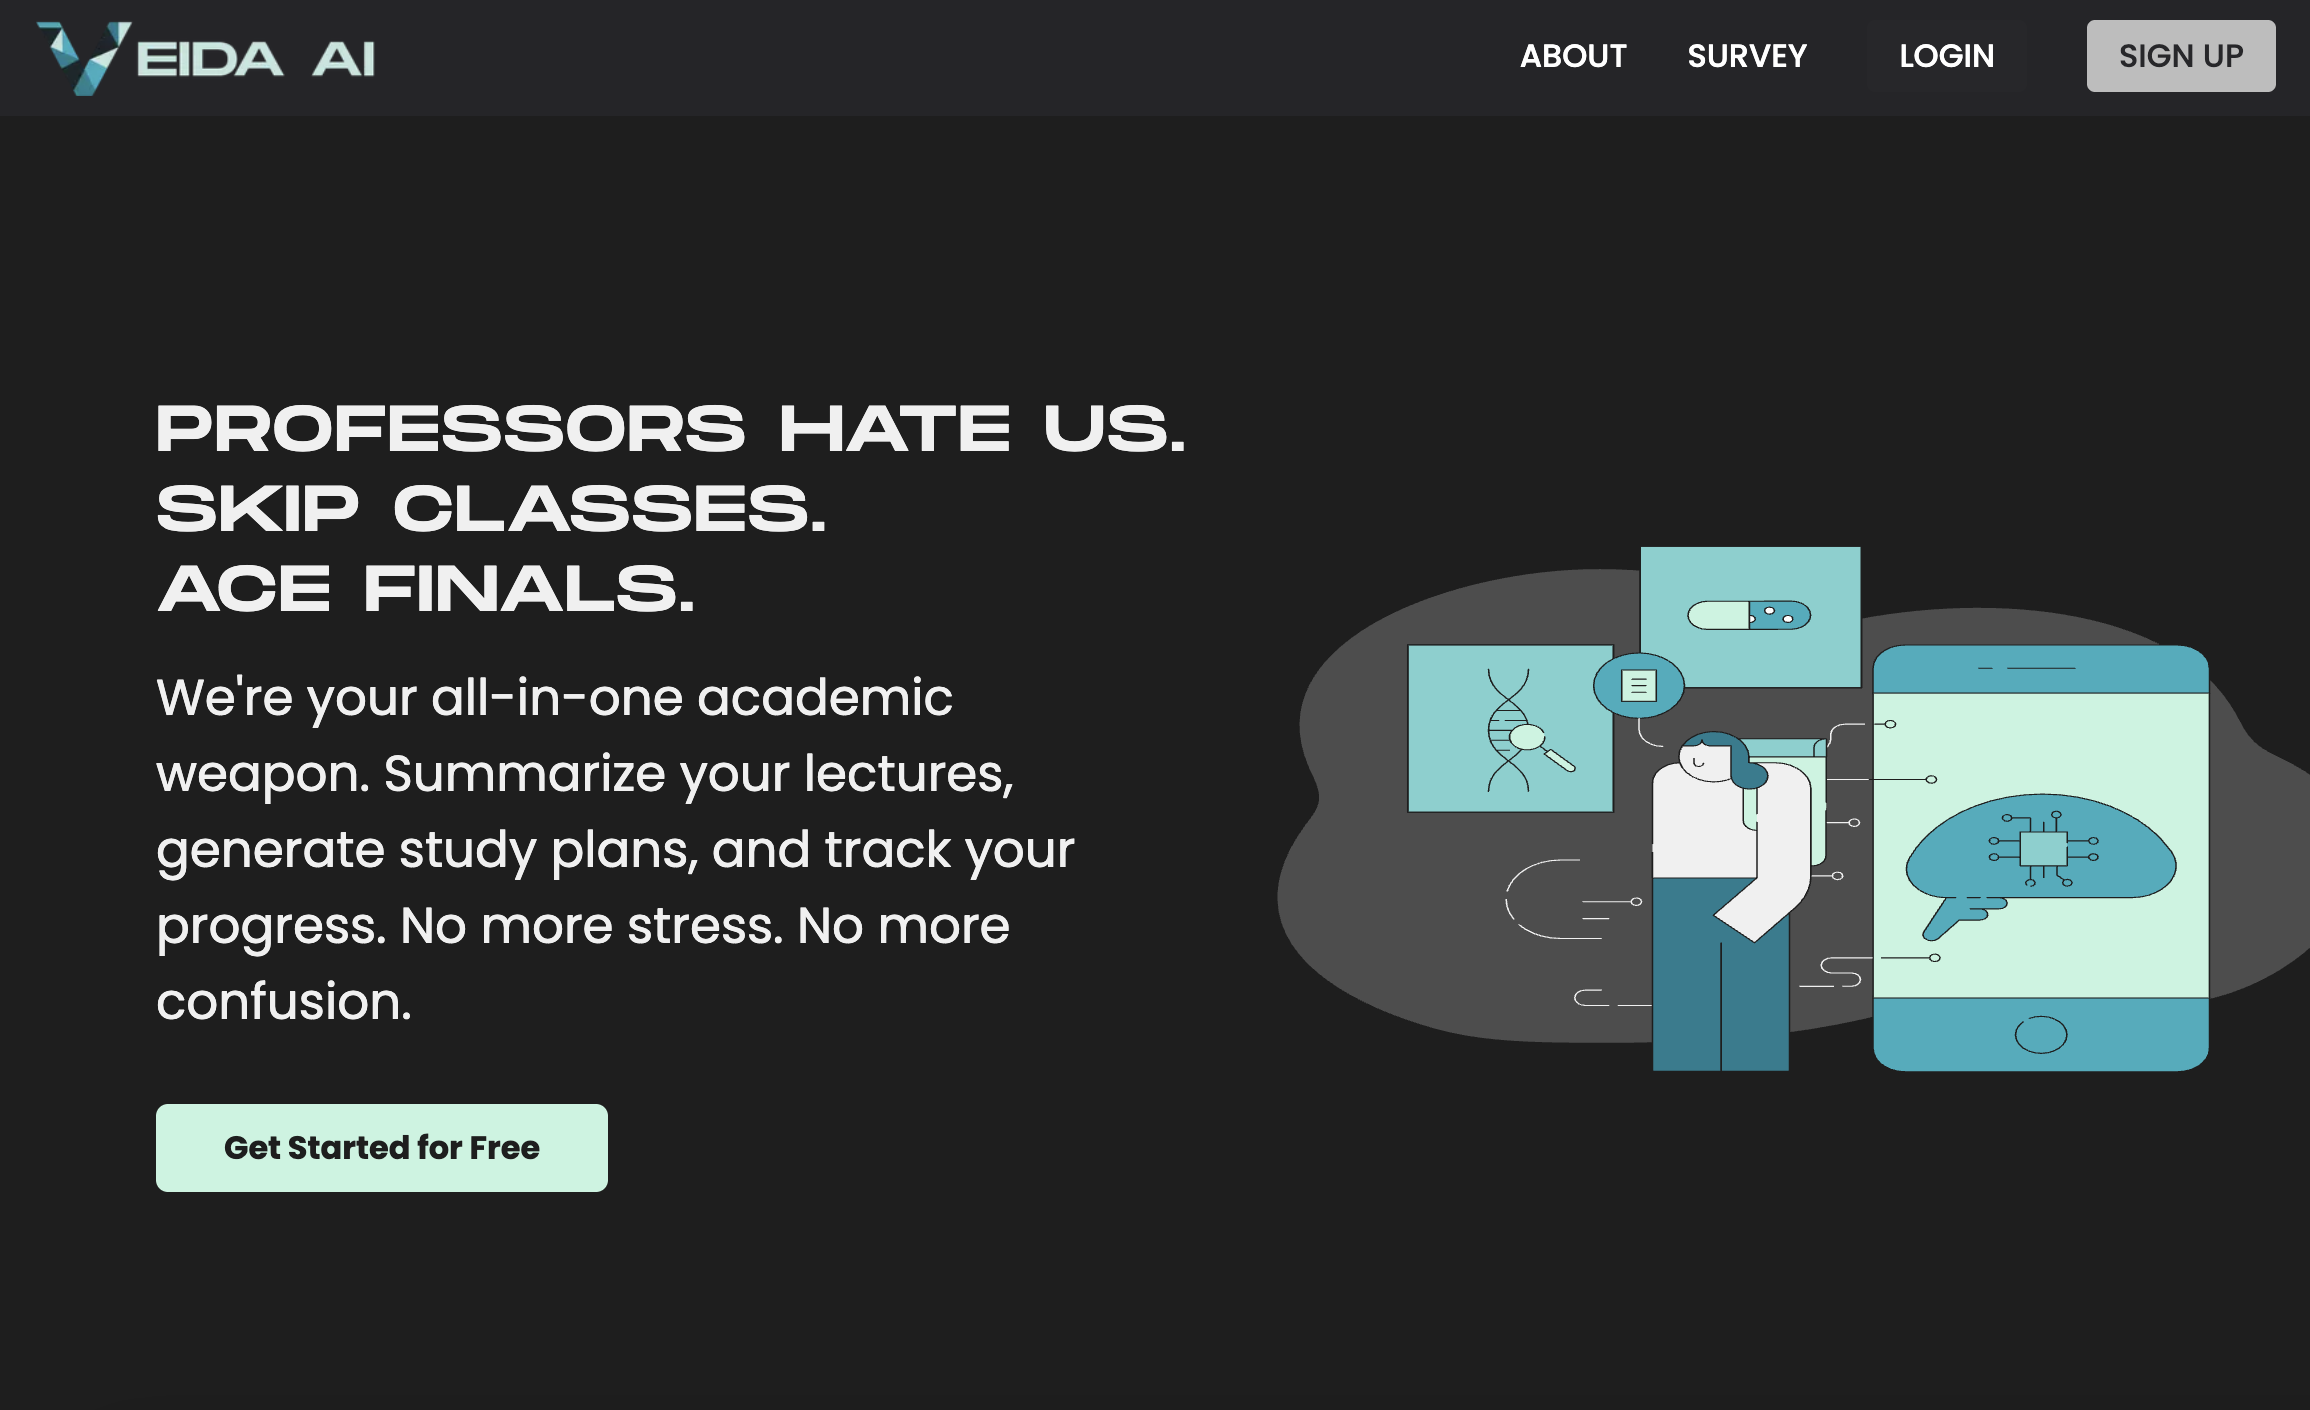 VEIDA AI
ABOUT SURVEY LOGIN SIGN UP
PROFESSORS HATE US.
SKIP CLASSES.
ACE FINALS.
We're your all-in-one academic
weapon. Summarize your lectures,
generate study plans, and track your
progress. No more stress. No more
confusion.
Get Started for Free